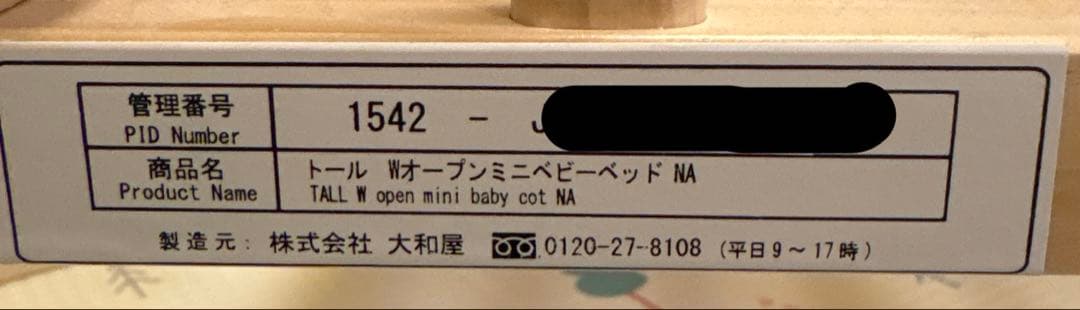 管理番号
PID Number
1542 - J
商品名
Product Name
トール Wオープンミニベビーベッド NA
TALL W open mini baby cot NA
製造元: 株式会社 大和屋 0120-27-8108 (平日9～17時)